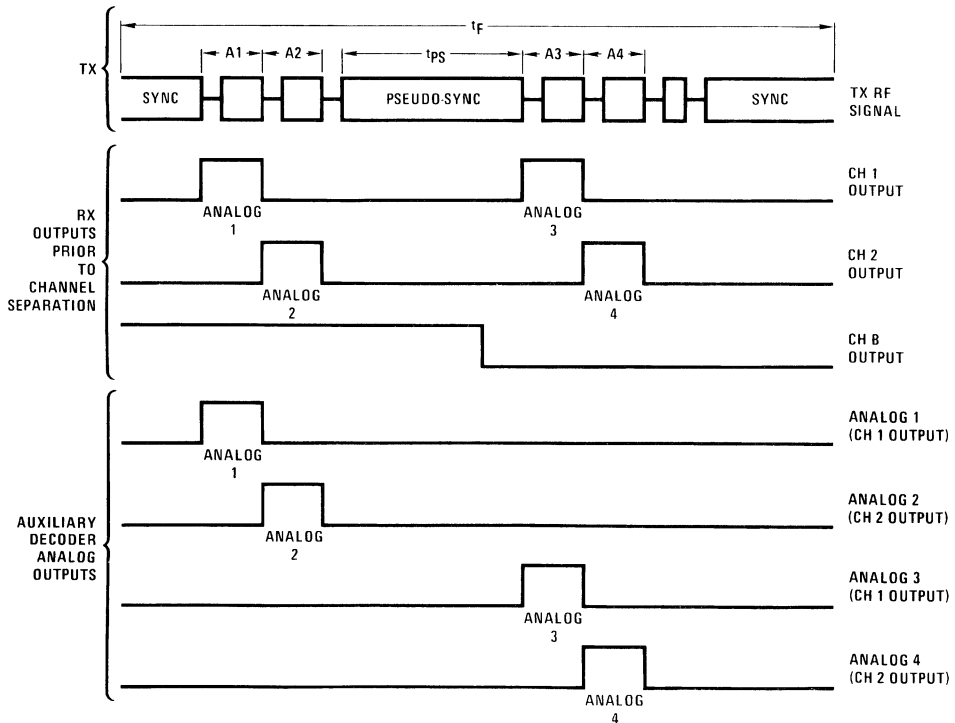 tF
A1
A2
tPS
A3
A4
TX
SYNC
PSEUDO-SYNC
SYNC
TX RF
SIGNAL
RX
OUTPUTS
PRIOR
TO
CHANNEL
SEPARATION
ANALOG
1
ANALOG
3
CH 1
OUTPUT
ANALOG
2
ANALOG
4
CH 2
OUTPUT
CH B
OUTPUT
AUXILIARY
DECODER
ANALOG
OUTPUTS
ANALOG
1
ANALOG 1
(CH 1 OUTPUT)
ANALOG
2
ANALOG 2
(CH 2 OUTPUT)
ANALOG
3
ANALOG 3
(CH 1 OUTPUT)
ANALOG
4
ANALOG 4
(CH 2 OUTPUT)